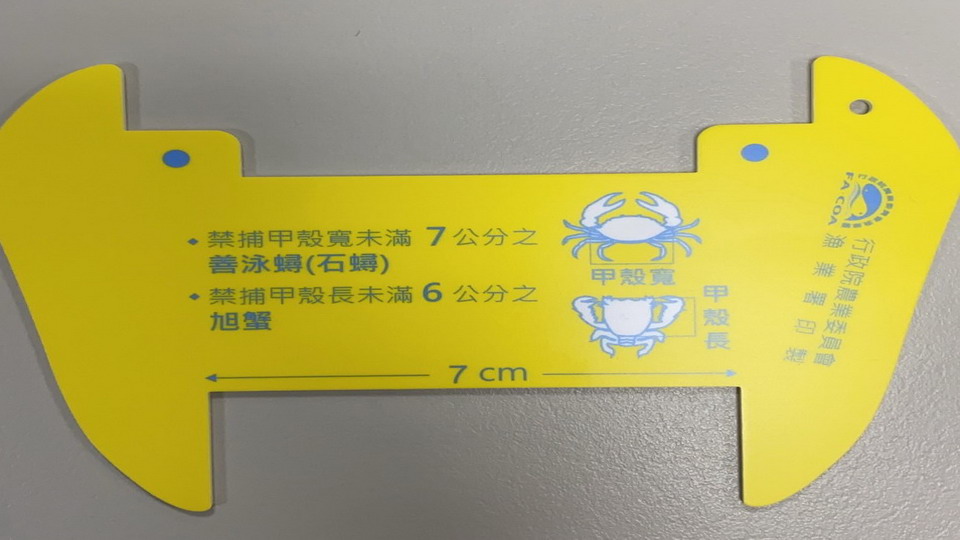 禁捕甲殼寬未滿 7 公分之
善泳蟳(石蟳)
禁捕甲殼長未滿 6 公分之
旭蟹
甲殼寬
甲殼長
7 cm
FA·COA
行政院農業委員會
漁業署印製